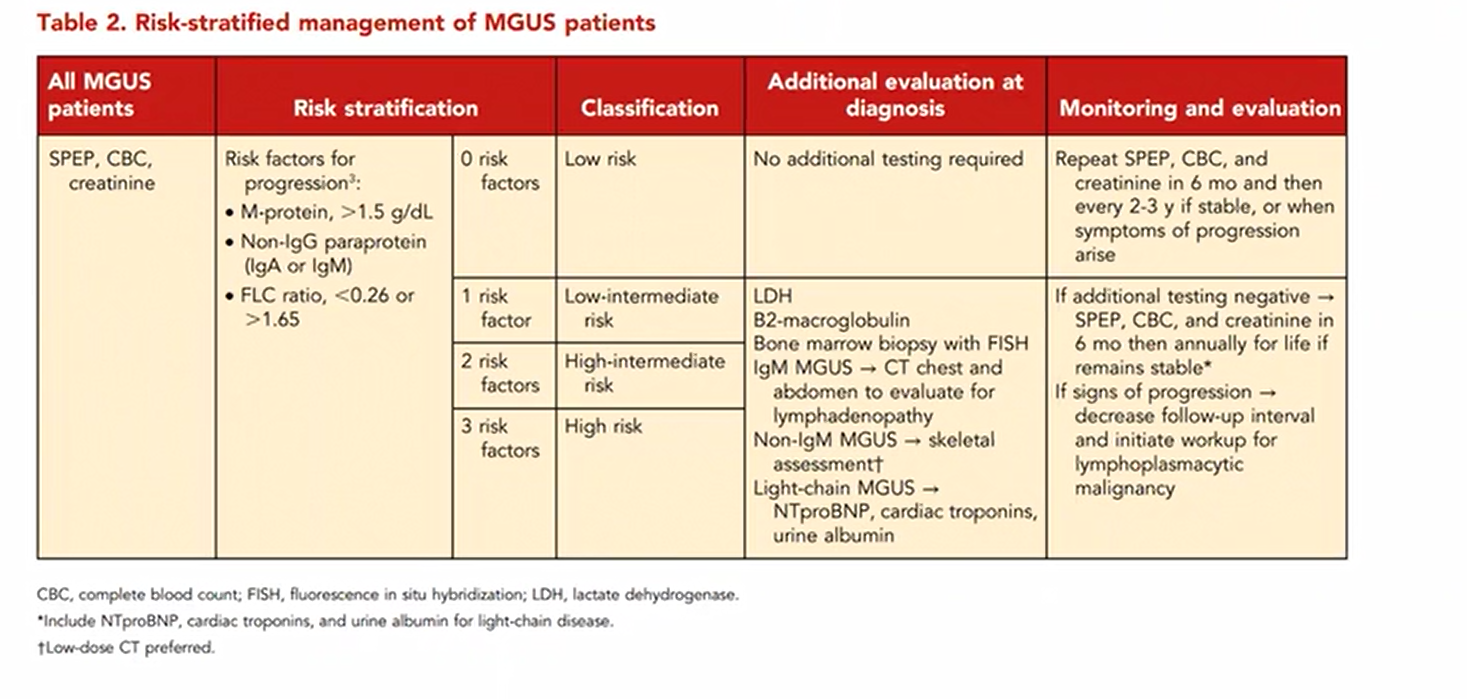 Table 2. Risk-stratified management of MGUS patients
All MGUS
patients
Risk stratification
Classification
Additional evaluation at
diagnosis
Monitoring and evaluation
SPEP, CBC,
creatinine
Risk factors for
progression³:
• M-protein, >1.5 g/dL
• Non-IgG paraprotein
(IgA or IgM)
• FLC ratio, <0.26 or
>1.65
0 risk
factors
Low risk
No additional testing required
Repeat SPEP, CBC, and
creatinine in 6 mo and then
every 2-3 y if stable, or when
symptoms of progression
arise
1 risk
factor
Low-intermediate
risk
2 risk
factors
High-intermediate
risk
3 risk
factors
High risk
LDH
B2-macroglobulin
Bone marrow biopsy with FISH
IgM MGUS → CT chest and
abdomen to evaluate for
lymphadenopathy
Non-IgM MGUS → skeletal
assessment†
Light-chain MGUS →
NTproBNP, cardiac troponins,
urine albumin
If additional testing negative →
SPEP, CBC, and creatinine in
6 mo then annually for life if
remains stable*
If signs of progression →
decrease follow-up interval
and initiate workup for
lymphoplasmacytic
malignancy
CBC, complete blood count; FISH, fluorescence in situ hybridization; LDH, lactate dehydrogenase.
*Include NTproBNP, cardiac troponins, and urine albumin for light-chain disease.
†Low-dose CT preferred.